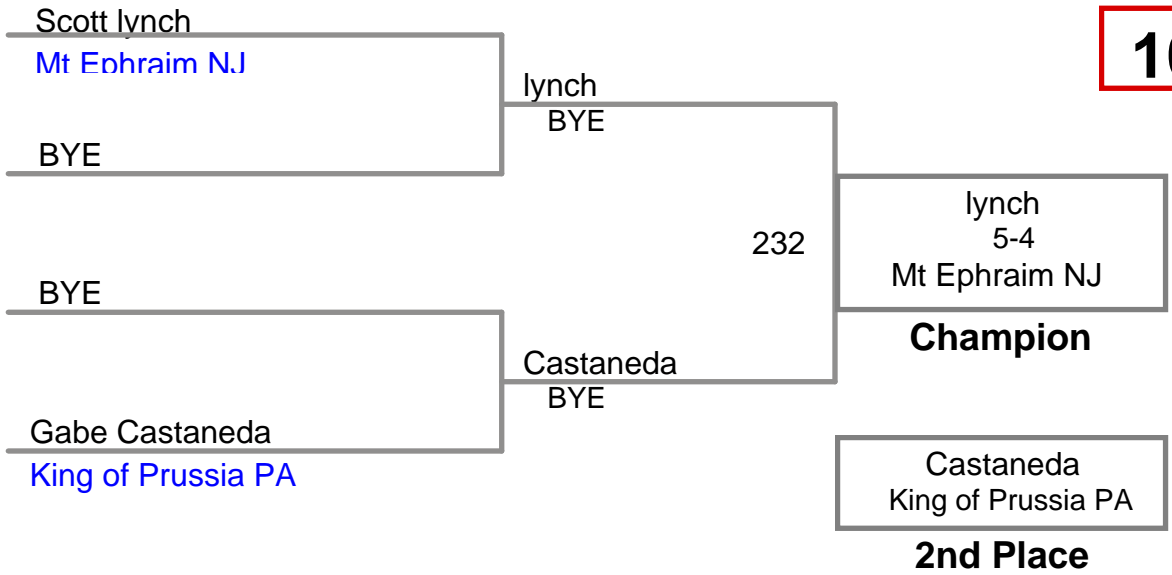 Scott lynch
Mt Ephraim NJ
BYE
lynch
BYE
BYE
Gabe Castaneda
King of Prussia PA
Castaneda
BYE
232
lynch
5-4
Mt Ephraim NJ
Champion
Castaneda
King of Prussia PA
2nd Place